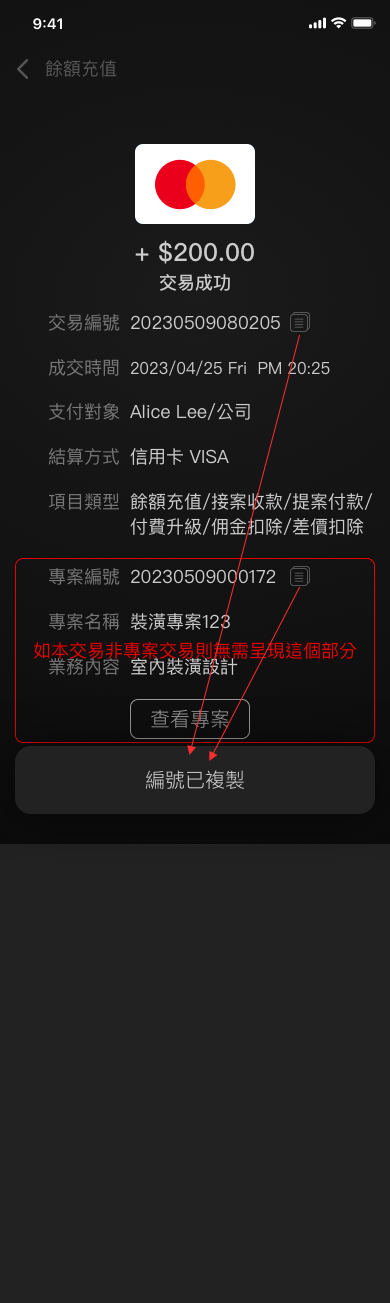 9:41
餘額充值
+ $200.00
交易成功
交易編號 20230509080205
成交時間 2023/04/25 Fri PM 20:25
支付對象 Alice Lee/公司
結算方式 信用卡 VISA
項目類型 餘額充值/接案收款/提案付款/
付費升級/佣金扣除/差價扣除
專案編號 20230509000172
專案名稱 裝潢專案123
如本交易非專案交易則無需呈現這個部分
業務內容 室內裝潢設計
查看專案
編號已複製